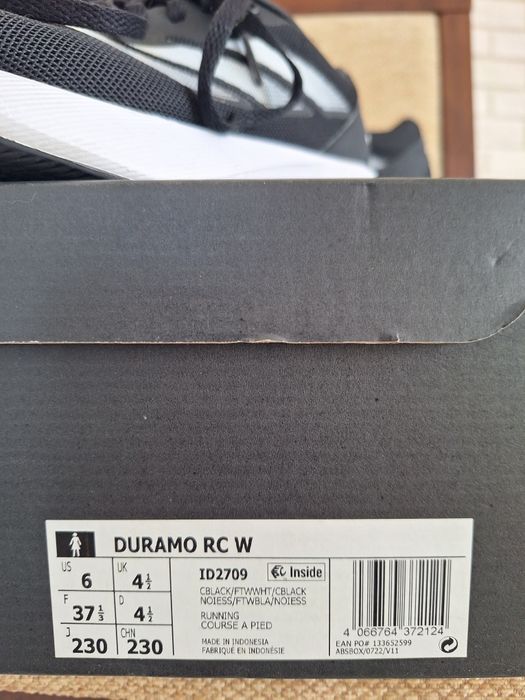 DURAMO RC W
US UK
6 4½
F D
37⅓ 4½
J CHN
230 230
ID2709 Inside
CBLACK/FTWWHT/CBLACK
NOIESS/FTWBLA/NOIESS
RUNNING
COURSE A PIED
MADE IN INDONESIA
FABRIQUÉ EN INDONÉSIE
4 066764 372124
EAN PO# 133652599
ABSBOX/0722/V11